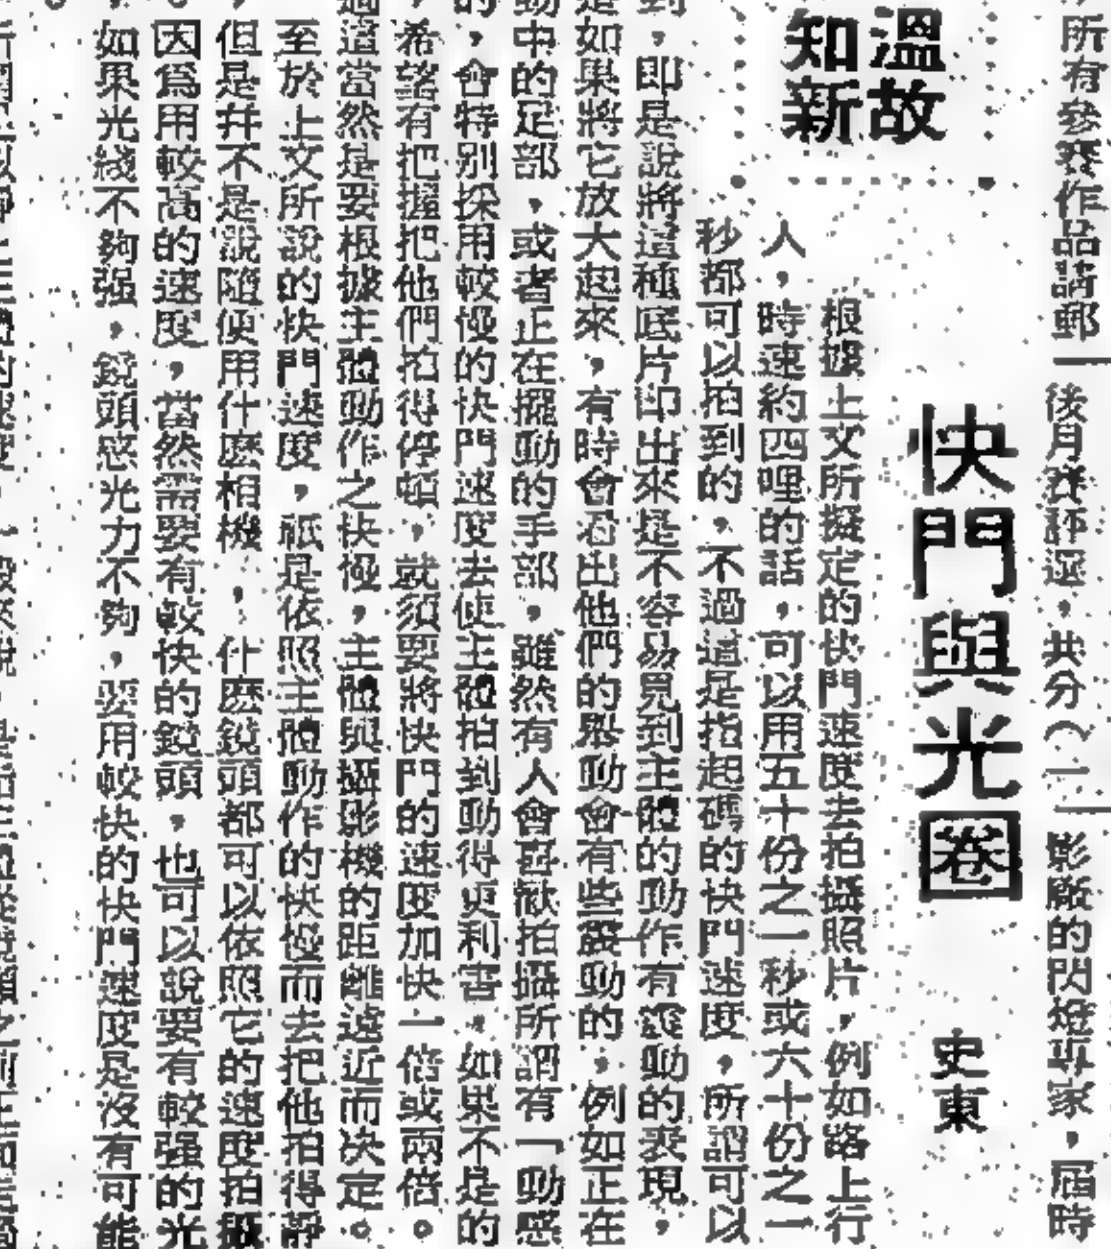 所有參賽作品請郵
後月賽評選，共分（二
影廠的閃燈專家，屆時
溫故
知新
快門與光圈
史東
根據上文所擬定的快門速度去拍攝照片，例如路上行
人，時速約四哩的話，可以用五十份之一秒或六十份之一
秒都可以拍到的，不過這是指起碼的快門速度，所謂可以
到，即是說將這種底片印出來是不容易見到主體的動作有震動的表現，
是如果將它放大起來，有時會看出他們的舉動會有些震動的，例如正在
動中的足部，或者正在擺動的手部，雖然有人會喜歡拍攝所謂有「動感
的，會特別採用較慢的快門速度去使主體拍到動得更利害，如果不是的
，希望有把握把他們拍得停頓，就須要將快門的速度加快一倍或兩倍。
過這當然是要根據主體動作之快慢，主體與攝影機的距離遠近而決定。
至於上文所說的快門速度，祇是依照主體動作的快慢而去把他拍得靜
但是并不是說隨便用什麽相機，什麽鏡頭都可以依照它的速度拍攝
因爲用較高的速度，當然需要有較快的鏡頭，也可以說要有較强的光
如果光綫不夠强，鏡頭感光力不夠，要用較快的快門速度是沒有可能